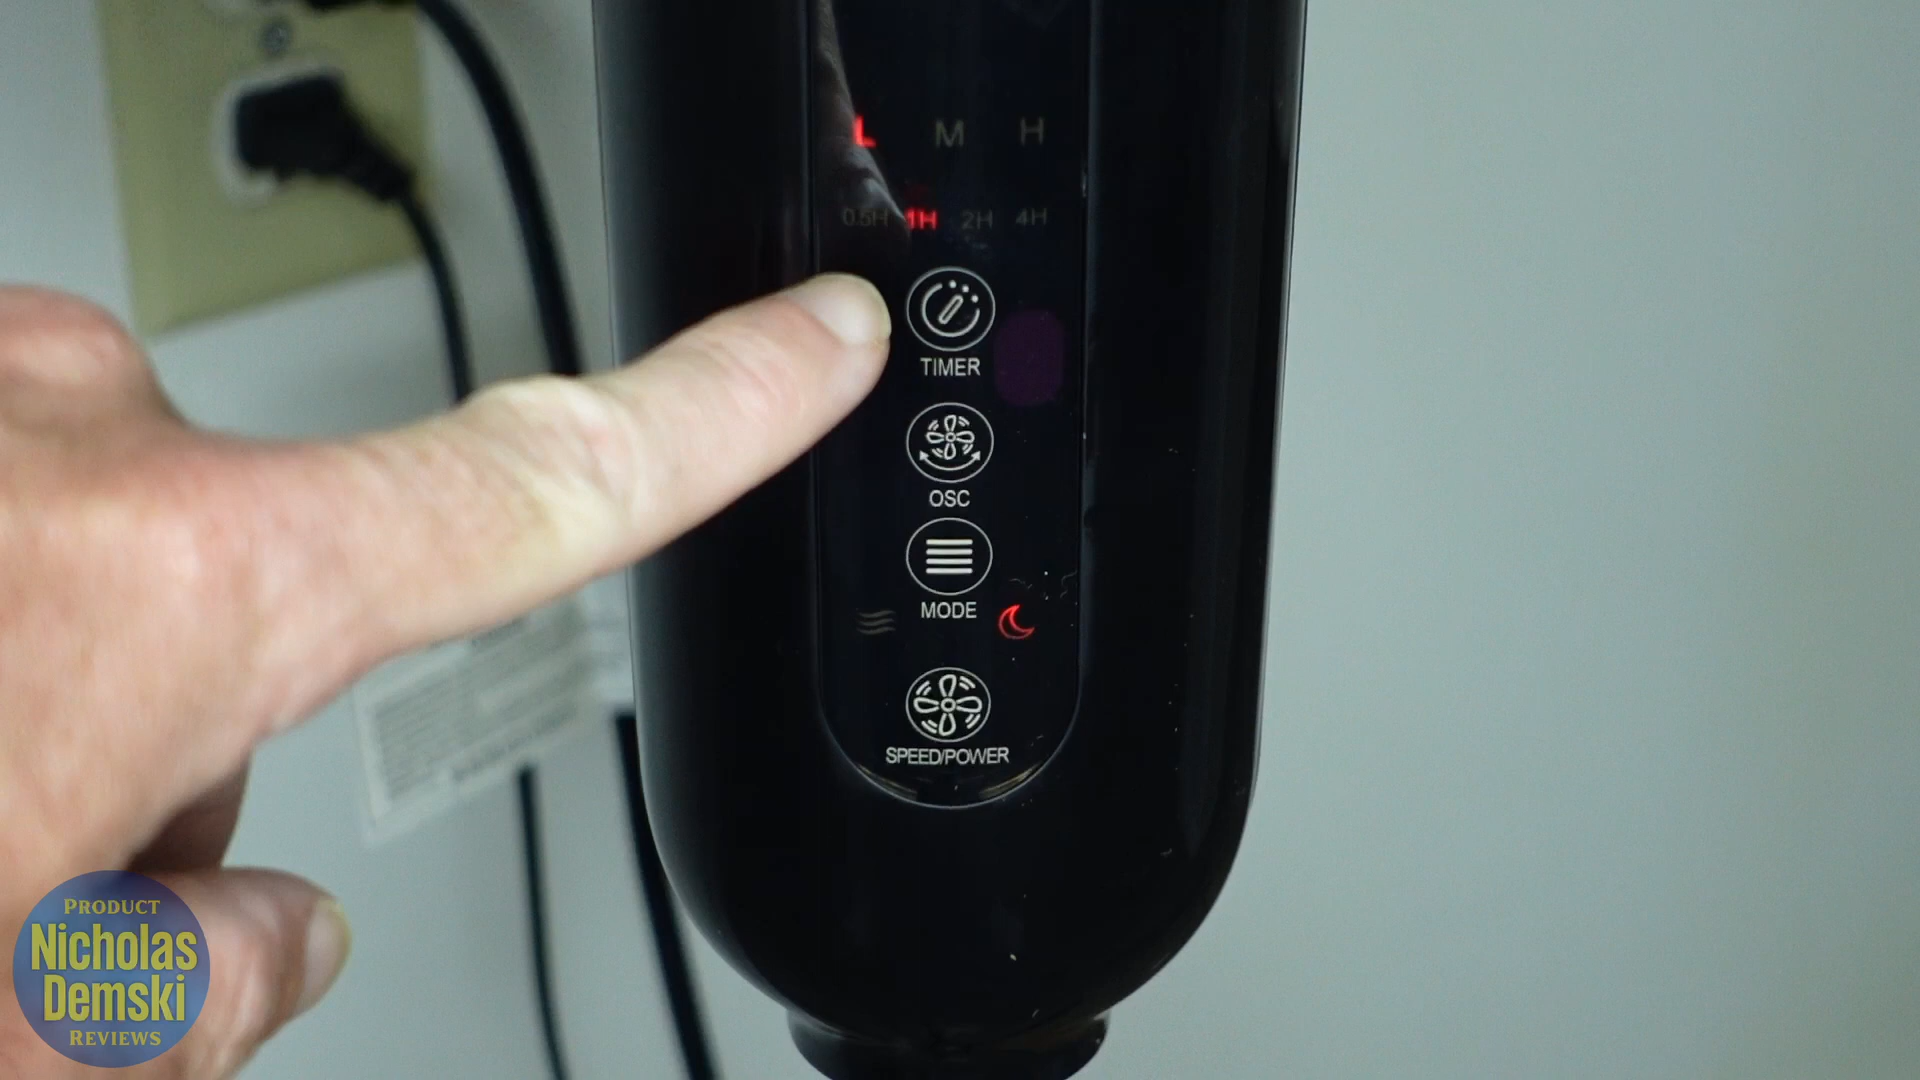 L M H
0.5H 1H 2H 4H
TIMER
OSC
MODE
SPEED/POWER
PRODUCT
Nicholas
Demski
REVIEWS